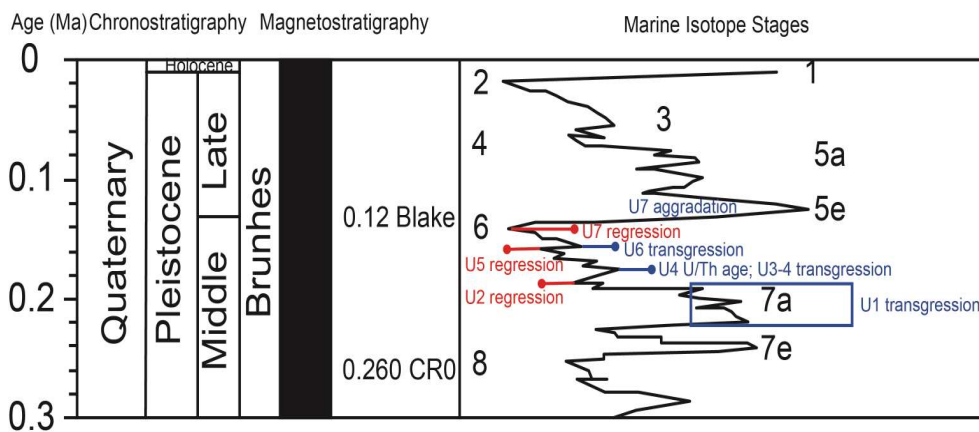 Age (Ma) Chronostratigraphy Magnetostratigraphy Marine Isotope Stages
0
Holocene
1
2
3
4
5a
0.1
Late
U7 aggradation
5e
0.12 Blake
6
U7 regression
U6 transgression
U5 regression
U4 U/Th age; U3-4 transgression
U2 regression
0.2
7a
U1 transgression
Quaternary
Pleistocene
Middle
Brunhes
7e
0.260 CR0
8
0.3